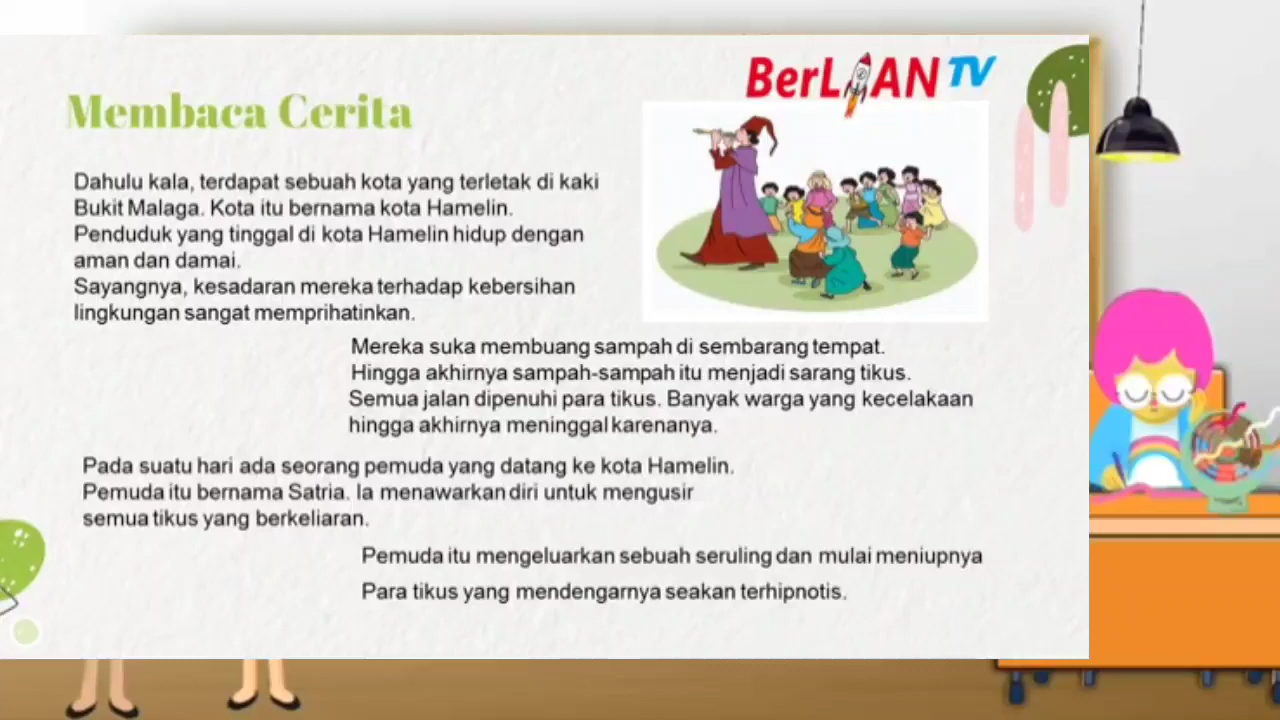 BerLIAN TV
Membaca Cerita
Dahulu kala, terdapat sebuah kota yang terletak di kaki
Bukit Malaga. Kota itu bernama kota Hamelin.
Penduduk yang tinggal di kota Hamelin hidup dengan
aman dan damai.
Sayangnya, kesadaran mereka terhadap kebersihan
lingkungan sangat memprihatinkan.
Mereka suka membuang sampah di sembarang tempat.
Hingga akhirnya sampah-sampah itu menjadi sarang tikus.
Semua jalan dipenuhi para tikus. Banyak warga yang kecelakaan
hingga akhirnya meninggal karenanya.
Pada suatu hari ada seorang pemuda yang datang ke kota Hamelin.
Pemuda itu bernama Satria. Ia menawarkan diri untuk mengusir
semua tikus yang berkeliaran.
Pemuda itu mengeluarkan sebuah seruling dan mulai meniupnya
Para tikus yang mendengarnya seakan terhipnotis.